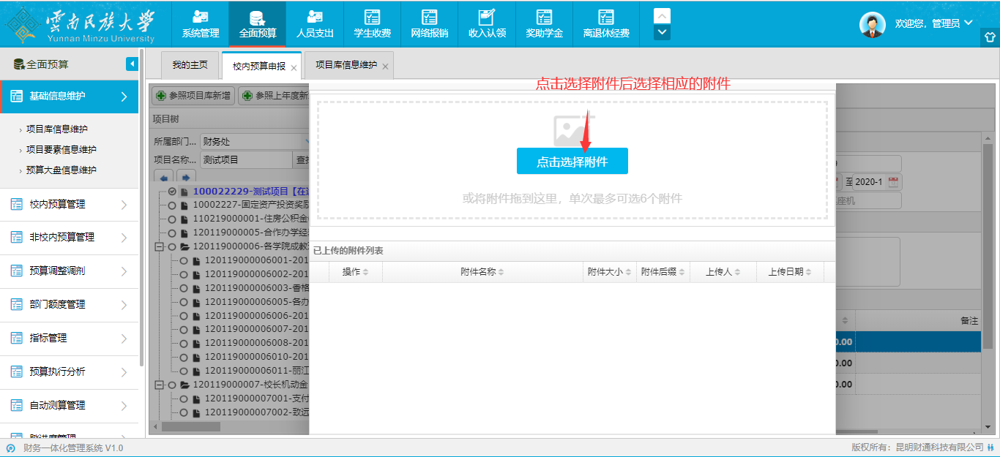 雲南民族大学
Yunnan Minzu University
系统管理
全面预算
人员支出
学生收费
网络报销
收入认领
奖助学金
离退休经费
欢迎您，管理员
全面预算
我的主页
校内预算申报
项目库信息维护
点击选择附件后选择相应的附件
基础信息维护
项目库信息维护
项目要素信息维护
预算大盘信息维护
校内预算管理
非校内预算管理
预算调整调剂
部门额度管理
指标管理
预算执行分析
自动测算管理
参照项目库新增
参照上年度新
项目树
所属部门...
财务处
项目名称...
测试项目
100022229-测试项目【在
10002227-固定资产投资奖励
110219000001-住房公积金
120119000005-合作办学经
120119000006-各学院成教
120119000006001-201
120119000006002-201
120119000006003-香格
120119000006005-各办
120119000006006-201
120119000006007-201
120119000006008-201
120119000006010-201
120119000006011-丽江
120119000007-校长机动金
120119000007001-支付
120119000007002-致远
点击选择附件
或将附件拖到这里，单次最多可选6个附件
已上传的附件列表
操作
附件名称
附件大小
附件后缀
上传人
上传日期
至 2020-1
座机
备注
0.00
0.00
0.00
财务一体化管理系统 V1.0
版权所有：昆明财通科技有限公司